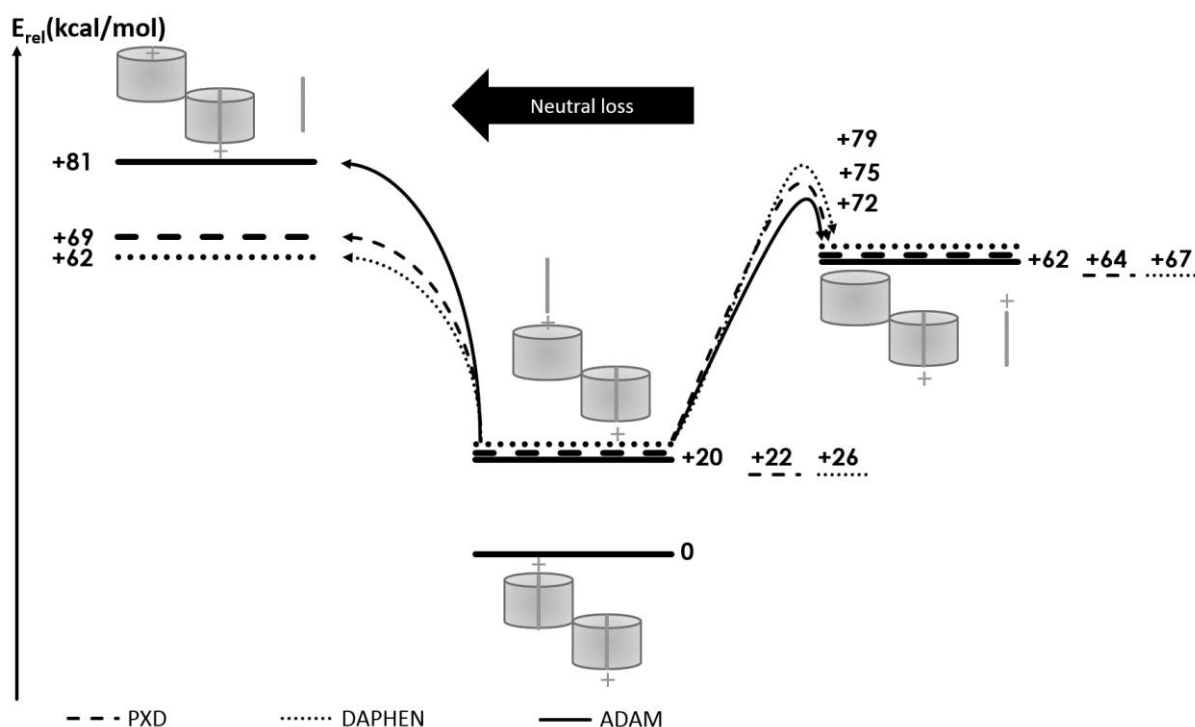 E_rel(kcal/mol)
Neutral loss
+79
+75
+72
+81
+69
+62
+62 +64 +67
+20 +22 +26
0
PXD DAPHEN ADAM